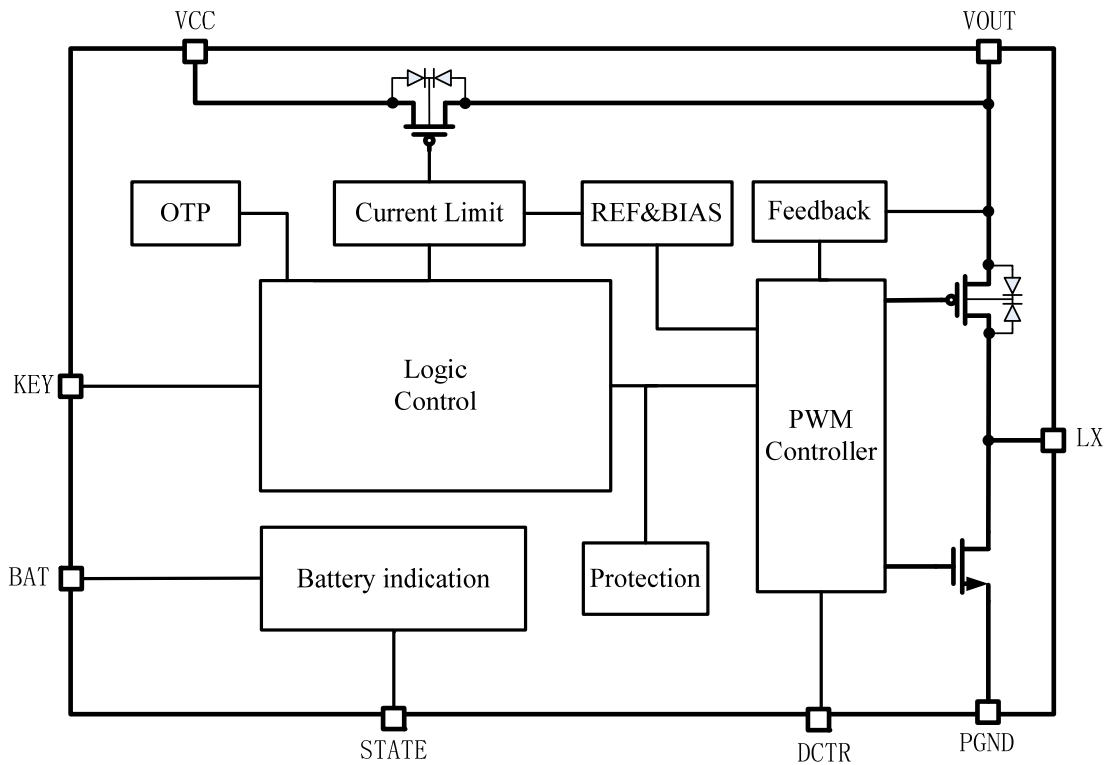 VCC
VOUT
OTP
Current Limit
REF&BIAS
Feedback
KEY
Logic
Control
PWM
Controller
LX
BAT
Battery indication
Protection
STATE
DCTR
PGND